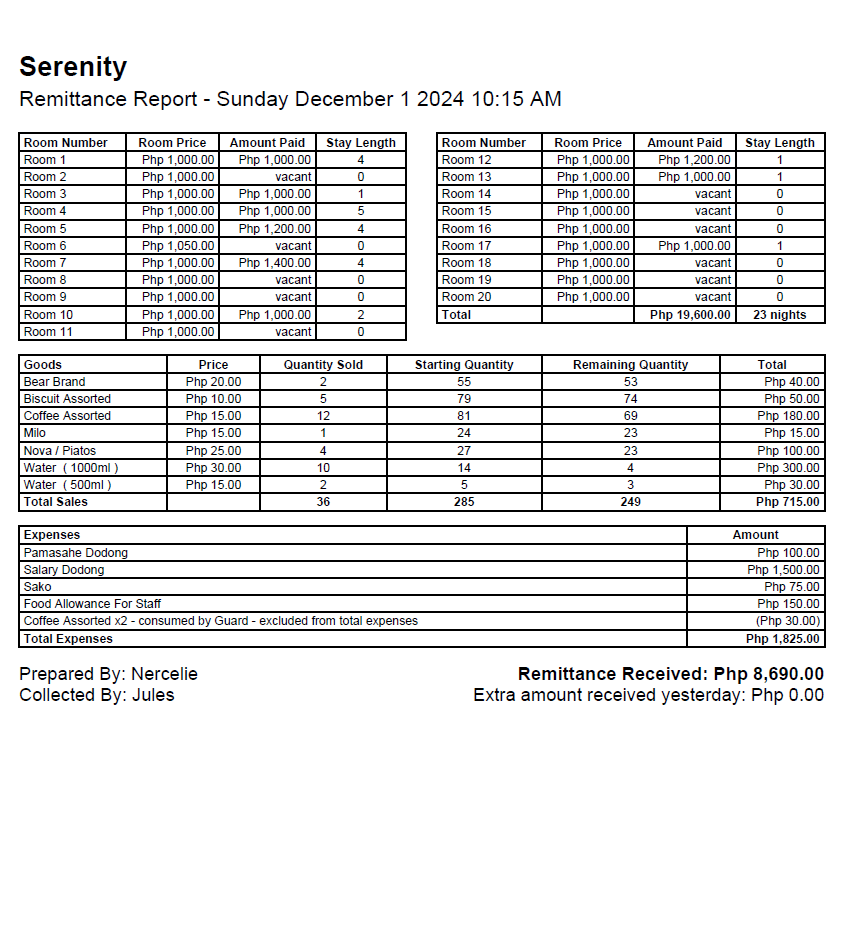 Serenity
Remittance Report - Sunday December 1 2024 10:15 AM
Room Number Room Price Amount Paid Stay Length
Room 1 Php 1,000.00 Php 1,000.00 4
Room 2 Php 1,000.00 vacant 0
Room 3 Php 1,000.00 Php 1,000.00 1
Room 4 Php 1,000.00 Php 1,000.00 5
Room 5 Php 1,000.00 Php 1,200.00 4
Room 6 Php 1,050.00 vacant 0
Room 7 Php 1,000.00 Php 1,400.00 4
Room 8 Php 1,000.00 vacant 0
Room 9 Php 1,000.00 vacant 0
Room 10 Php 1,000.00 Php 1,000.00 2
Room 11 Php 1,000.00 vacant 0
Room Number Room Price Amount Paid Stay Length
Room 12 Php 1,000.00 Php 1,200.00 1
Room 13 Php 1,000.00 Php 1,000.00 1
Room 14 Php 1,000.00 vacant 0
Room 15 Php 1,000.00 vacant 0
Room 16 Php 1,000.00 vacant 0
Room 17 Php 1,000.00 Php 1,000.00 1
Room 18 Php 1,000.00 vacant 0
Room 19 Php 1,000.00 vacant 0
Room 20 Php 1,000.00 vacant 0
Total Php 19,600.00 23 nights
Goods Price Quantity Sold Starting Quantity Remaining Quantity Total
Bear Brand Php 20.00 2 55 53 Php 40.00
Biscuit Assorted Php 10.00 5 79 74 Php 50.00
Coffee Assorted Php 15.00 12 81 69 Php 180.00
Milo Php 15.00 1 24 23 Php 15.00
Nova / Piatos Php 25.00 4 27 23 Php 100.00
Water ( 1000ml ) Php 30.00 10 14 4 Php 300.00
Water ( 500ml ) Php 15.00 2 5 3 Php 30.00
Total Sales 36 285 249 Php 715.00
Expenses Amount
Pamasahe Dodong Php 100.00
Salary Dodong Php 1,500.00
Sako Php 75.00
Food Allowance For Staff Php 150.00
Coffee Assorted x2 - consumed by Guard - excluded from total expenses (Php 30.00)
Total Expenses Php 1,825.00
Prepared By: Nercelie
Collected By: Jules
Remittance Received: Php 8,690.00
Extra amount received yesterday: Php 0.00